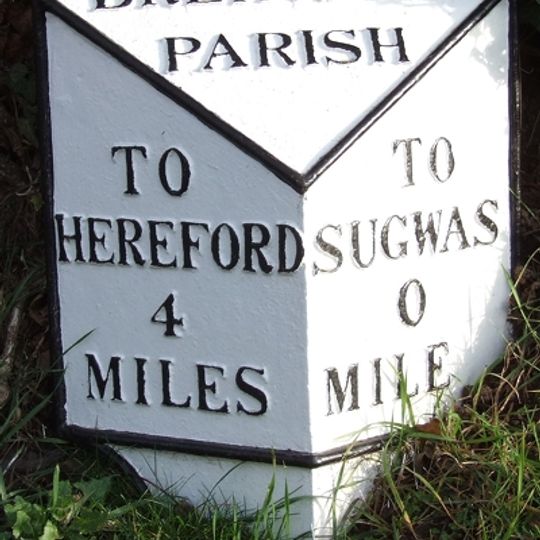 PARISH
TO
HEREFORD
4
MILES
TO
SUGWAS
0
MILE